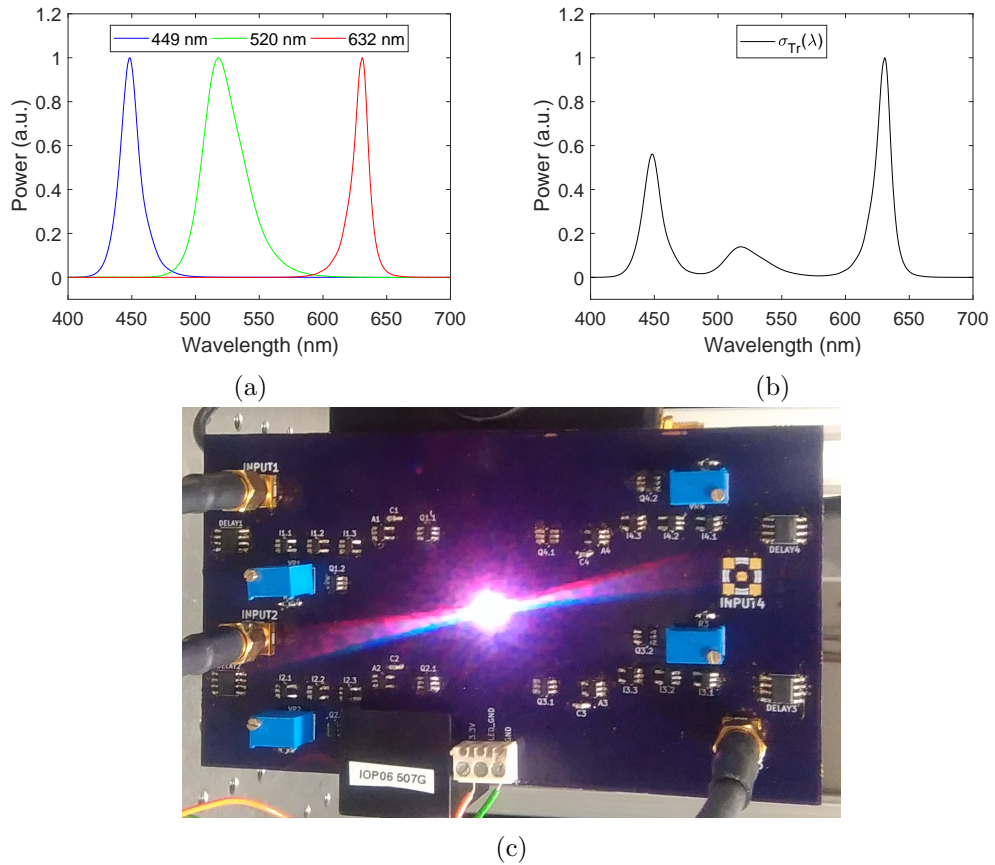 1.2
1
0.8
0.6
0.4
0.2
0
Power (a.u.)
449 nm 520 nm 632 nm
400 450 500 550 600 650 700
Wavelength (nm)
(a)
1.2
1
0.8
0.6
0.4
0.2
0
Power (a.u.)
σTr(λ)
400 450 500 550 600 650 700
Wavelength (nm)
(b)
INPUT1
DELAY1
I1.1 I1.2 I1.3 A1 C1 Q1.1
VR1
Q1.2
INPUT2
DELAY2
I2.1 I2.2 I2.3 A2 C2 Q2.1
VR2
Q4.2
VR4
Q4.1 C4 A4 I4.3 I4.2 I4.1
DELAY4
INPUT4
R3
Q3.2
Q3.1 C3 A3 I3.3 I3.2 I3.1
DELAY3
3.3V
LED_GND
GND
IOP06 507G
(c)